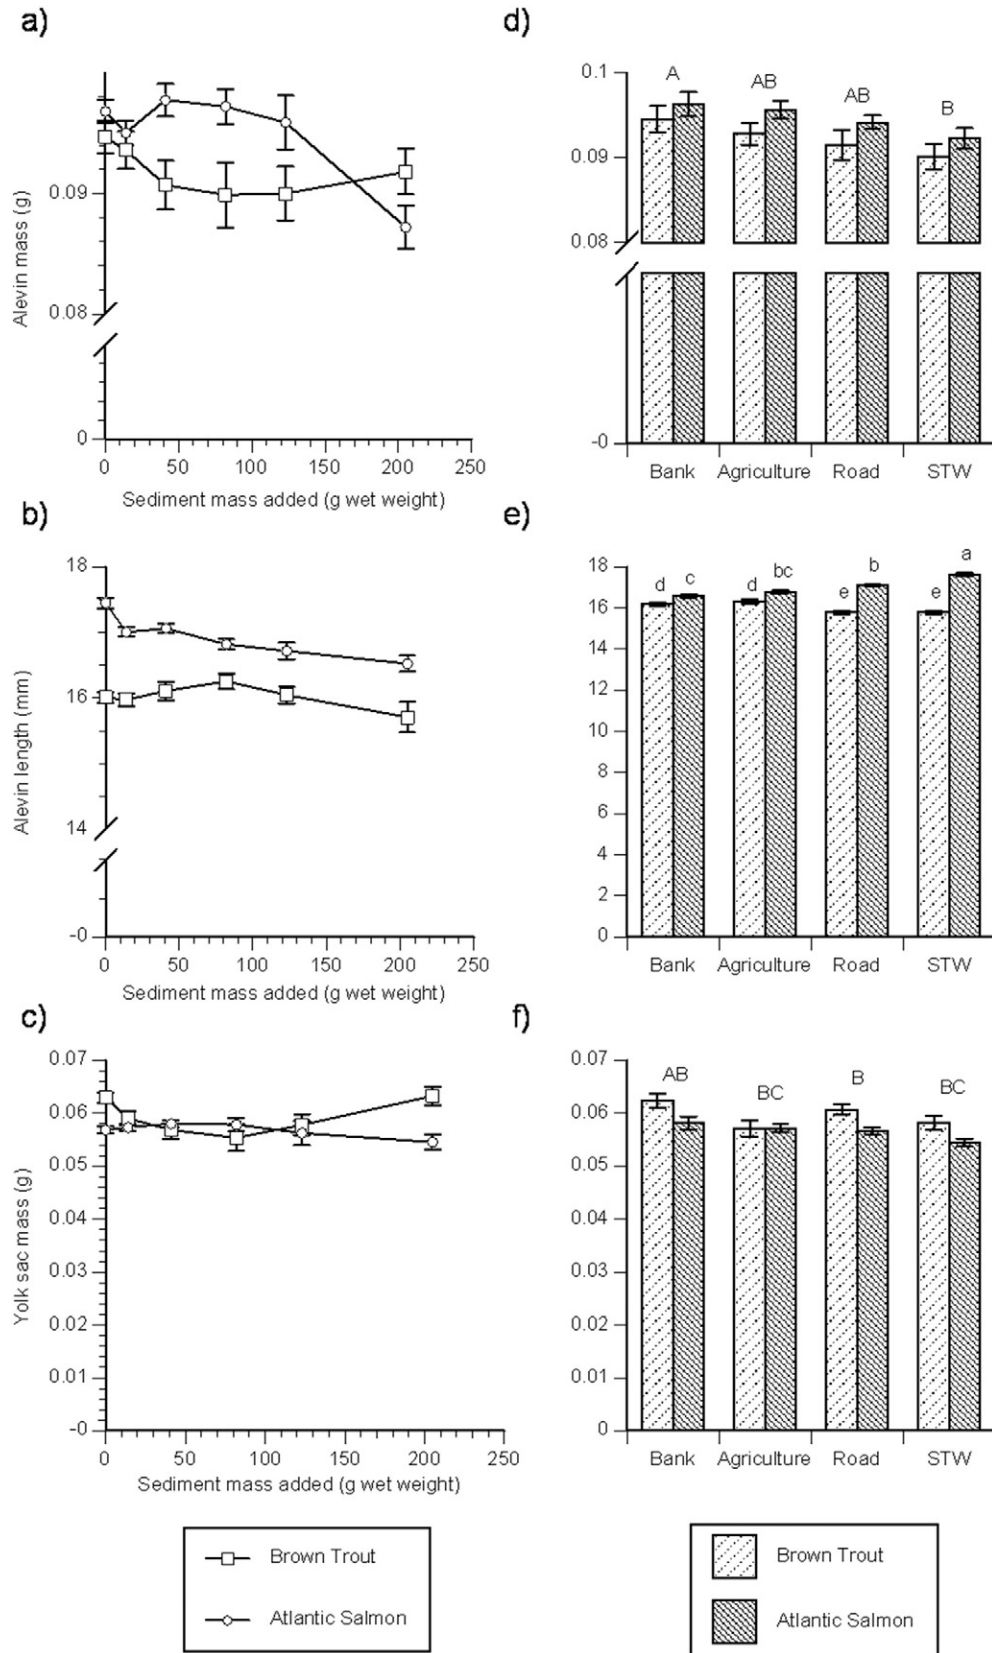 a)
Alevin mass (g)
0.09
0.08
0
0 50 100 150 200 250
Sediment mass added (g wet weight)
d)
0.1
0.09
0.08
-0
A AB AB B
Bank Agriculture Road STW
b)
Alevin length (mm)
18
16
14
-0
0 50 100 150 200 250
Sediment mass added (g wet weight)
e)
18
16
14
12
10
8
6
4
2
0
d c d bc e b e a
Bank Agriculture Road STW
c)
Yolk sac mass (g)
0.07
0.06
0.05
0.04
0.03
0.02
0.01
-0
0 50 100 150 200 250
Sediment mass added (g wet weight)
f)
0.07
0.06
0.05
0.04
0.03
0.02
0.01
0
AB BC B BC
Bank Agriculture Road STW
Brown Trout
Atlantic Salmon
Brown Trout
Atlantic Salmon